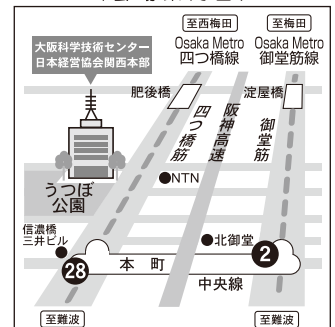 至西梅田
至梅田
Osaka Metro
四つ橋線
Osaka Metro
御堂筋線
大阪科学技術センター
日本経営協会関西本部
肥後橋
淀屋橋
四つ橋筋
阪神高速
御堂筋
●NTN
うつぼ
公園
信濃橋
三井ビル
●北御堂
2
28
本町
中央線
至難波
至難波